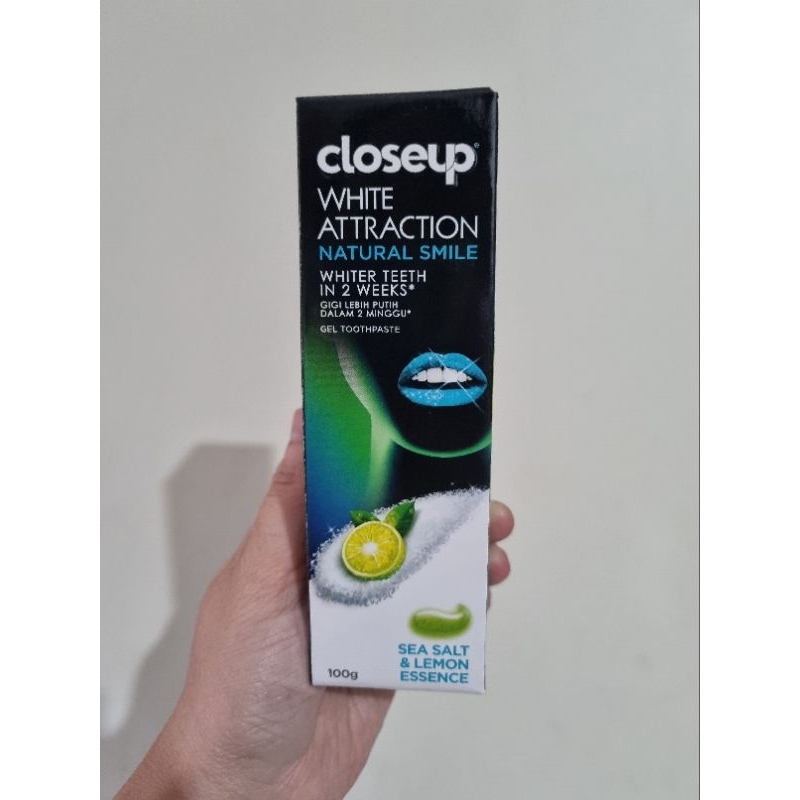 closeup
WHITE
ATTRACTION
NATURAL SMILE
WHITER TEETH
IN 2 WEEKS*
GIGI LEBIH PUTIH
DALAM 2 MINGGU*
GEL TOOTHPASTE
SEA SALT
& LEMON
ESSENCE
100g